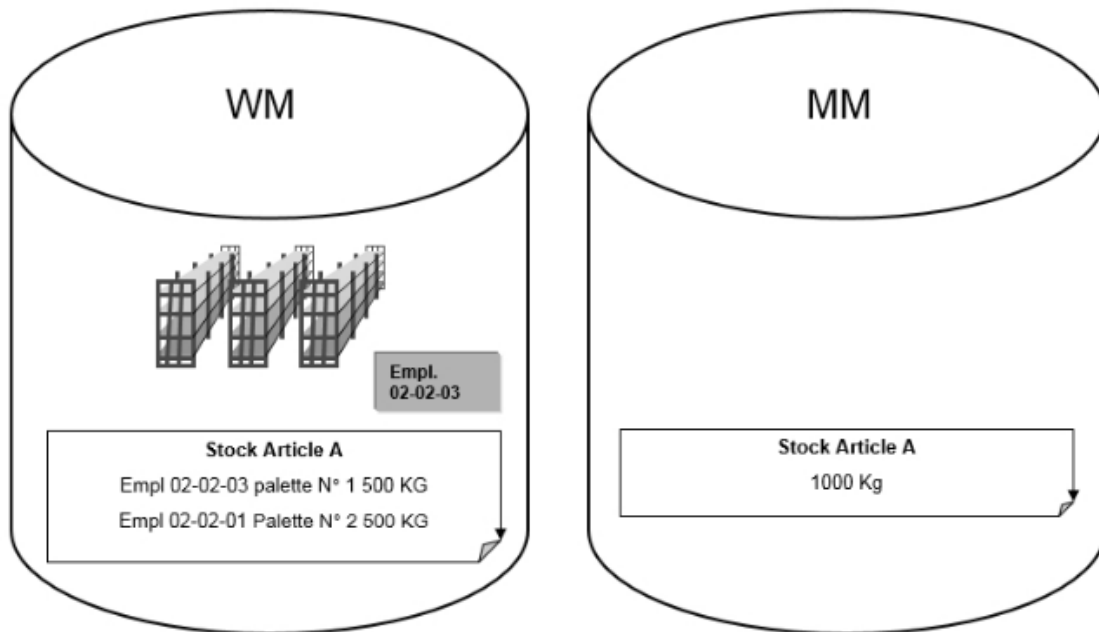 WM
Empl.
02-02-03
Stock Article A
Empl 02-02-03 palette N° 1 500 KG
Empl 02-02-01 Palette N° 2 500 KG
MM
Stock Article A
1000 Kg